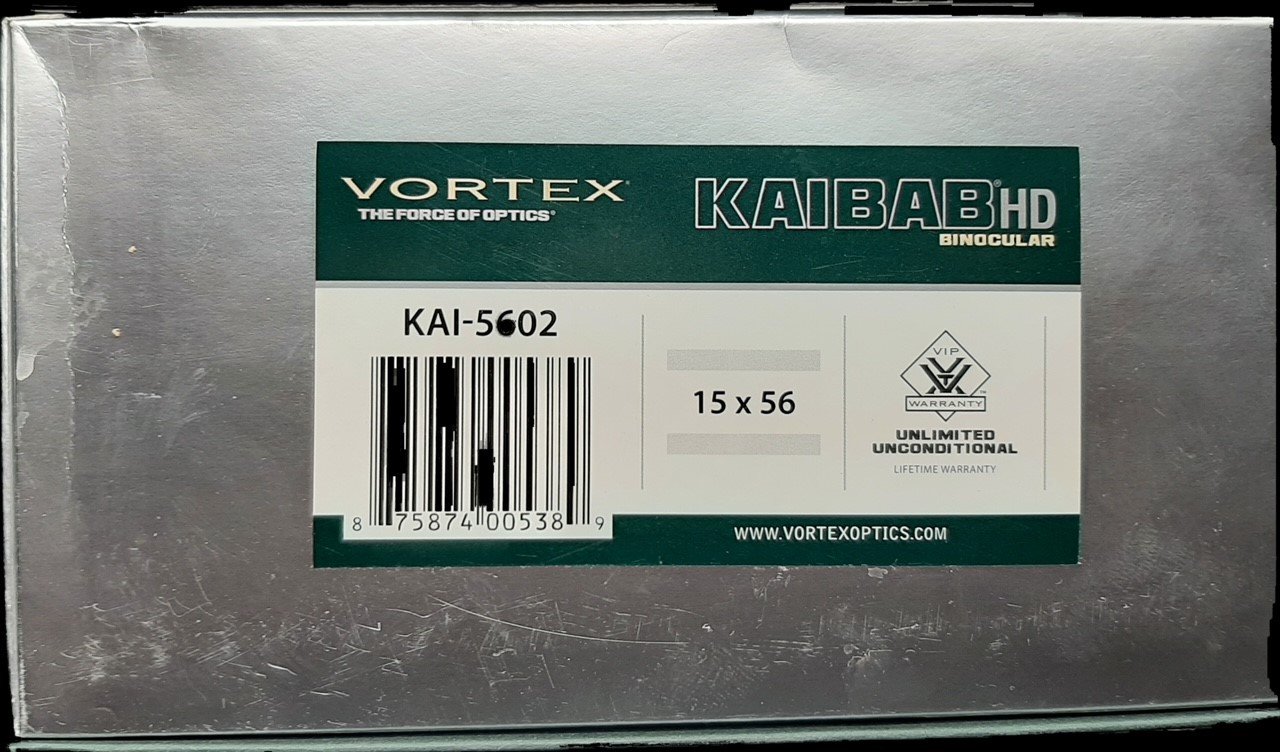 VORTEX®
THE FORCE OF OPTICS®
KAIBAB® HD
BINOCULAR
KAI-5602
8 75874 00538 9
15 x 56
VIP
WARRANTY™
UNLIMITED
UNCONDITIONAL
LIFETIME WARRANTY
WWW.VORTEXOPTICS.COM